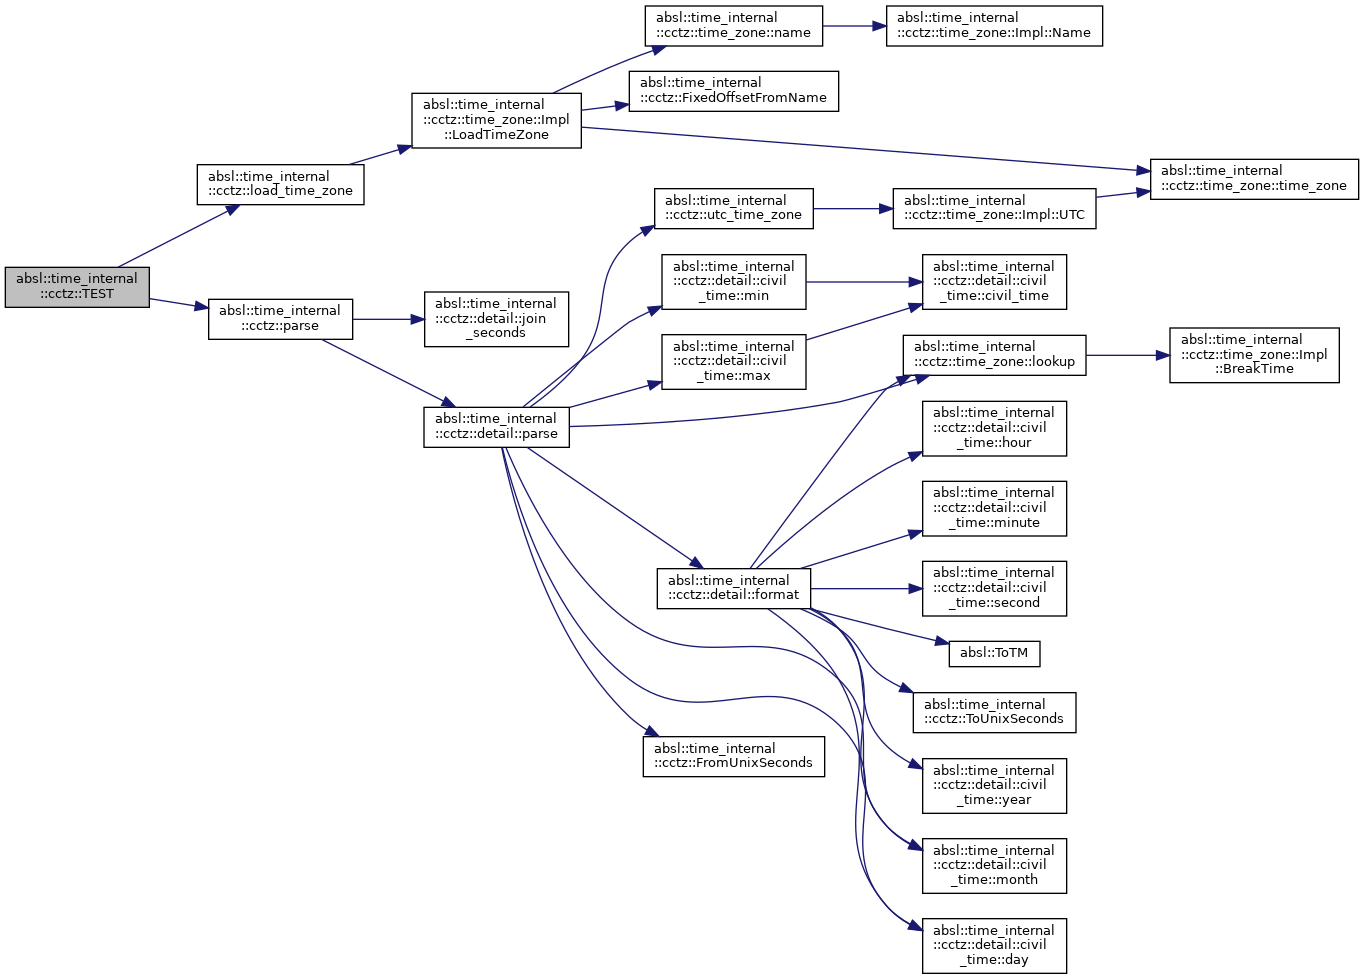 absl::time_internal
::cctz::time_zone::name
absl::time_internal
::cctz::time_zone::Impl::Name
absl::time_internal
::cctz::FixedOffsetFromName
absl::time_internal
::cctz::time_zone::Impl
::LoadTimeZone
absl::time_internal
::cctz::load_time_zone
absl::time_internal
::cctz::time_zone::time_zone
absl::time_internal
::cctz::utc_time_zone
absl::time_internal
::cctz::time_zone::Impl::UTC
absl::time_internal
::cctz::TEST
absl::time_internal
::cctz::parse
absl::time_internal
::cctz::detail::join
_seconds
absl::time_internal
::cctz::detail::civil
_time::min
absl::time_internal
::cctz::detail::civil
_time::civil_time
absl::time_internal
::cctz::detail::civil
_time::max
absl::time_internal
::cctz::time_zone::lookup
absl::time_internal
::cctz::time_zone::Impl
::BreakTime
absl::time_internal
::cctz::detail::parse
absl::time_internal
::cctz::detail::civil
_time::hour
absl::time_internal
::cctz::detail::civil
_time::minute
absl::time_internal
::cctz::detail::format
absl::time_internal
::cctz::detail::civil
_time::second
absl::ToTM
absl::time_internal
::cctz::ToUnixSeconds
absl::time_internal
::cctz::FromUnixSeconds
absl::time_internal
::cctz::detail::civil
_time::year
absl::time_internal
::cctz::detail::civil
_time::month
absl::time_internal
::cctz::detail::civil
_time::day